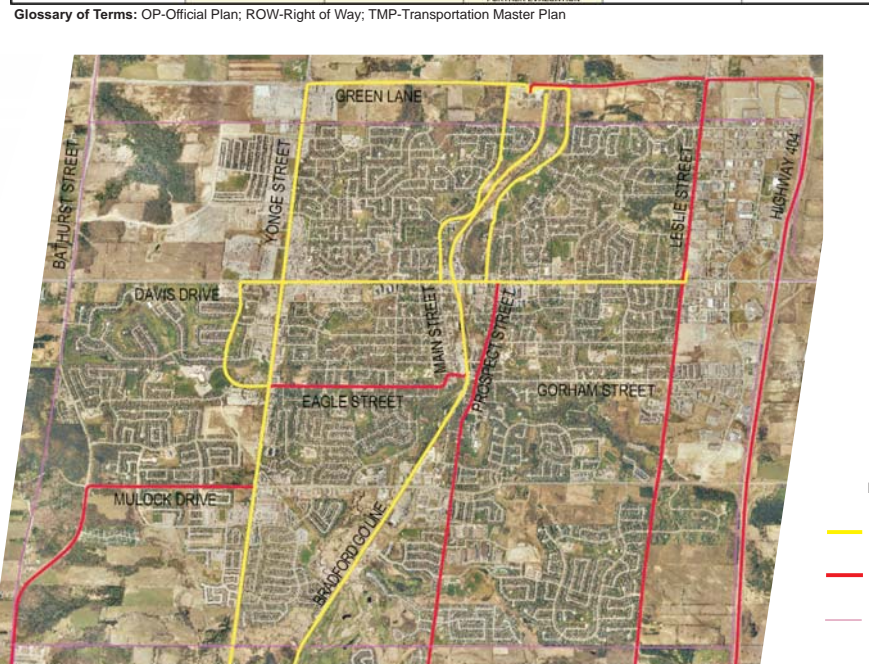 FURTHER EVALUATION
Glossary of Terms: OP-Official Plan; ROW-Right of Way; TMP-Transportation Master Plan
GREEN LANE
BATHURST STREET
YONGE STREET
LESLIE STREET
HIGHWAY 404
DAVIS DRIVE
MAIN STREET
PROSPECT STREET
EAGLE STREET
GORHAM STREET
MULOCK DRIVE
BRADFORD GO LINE